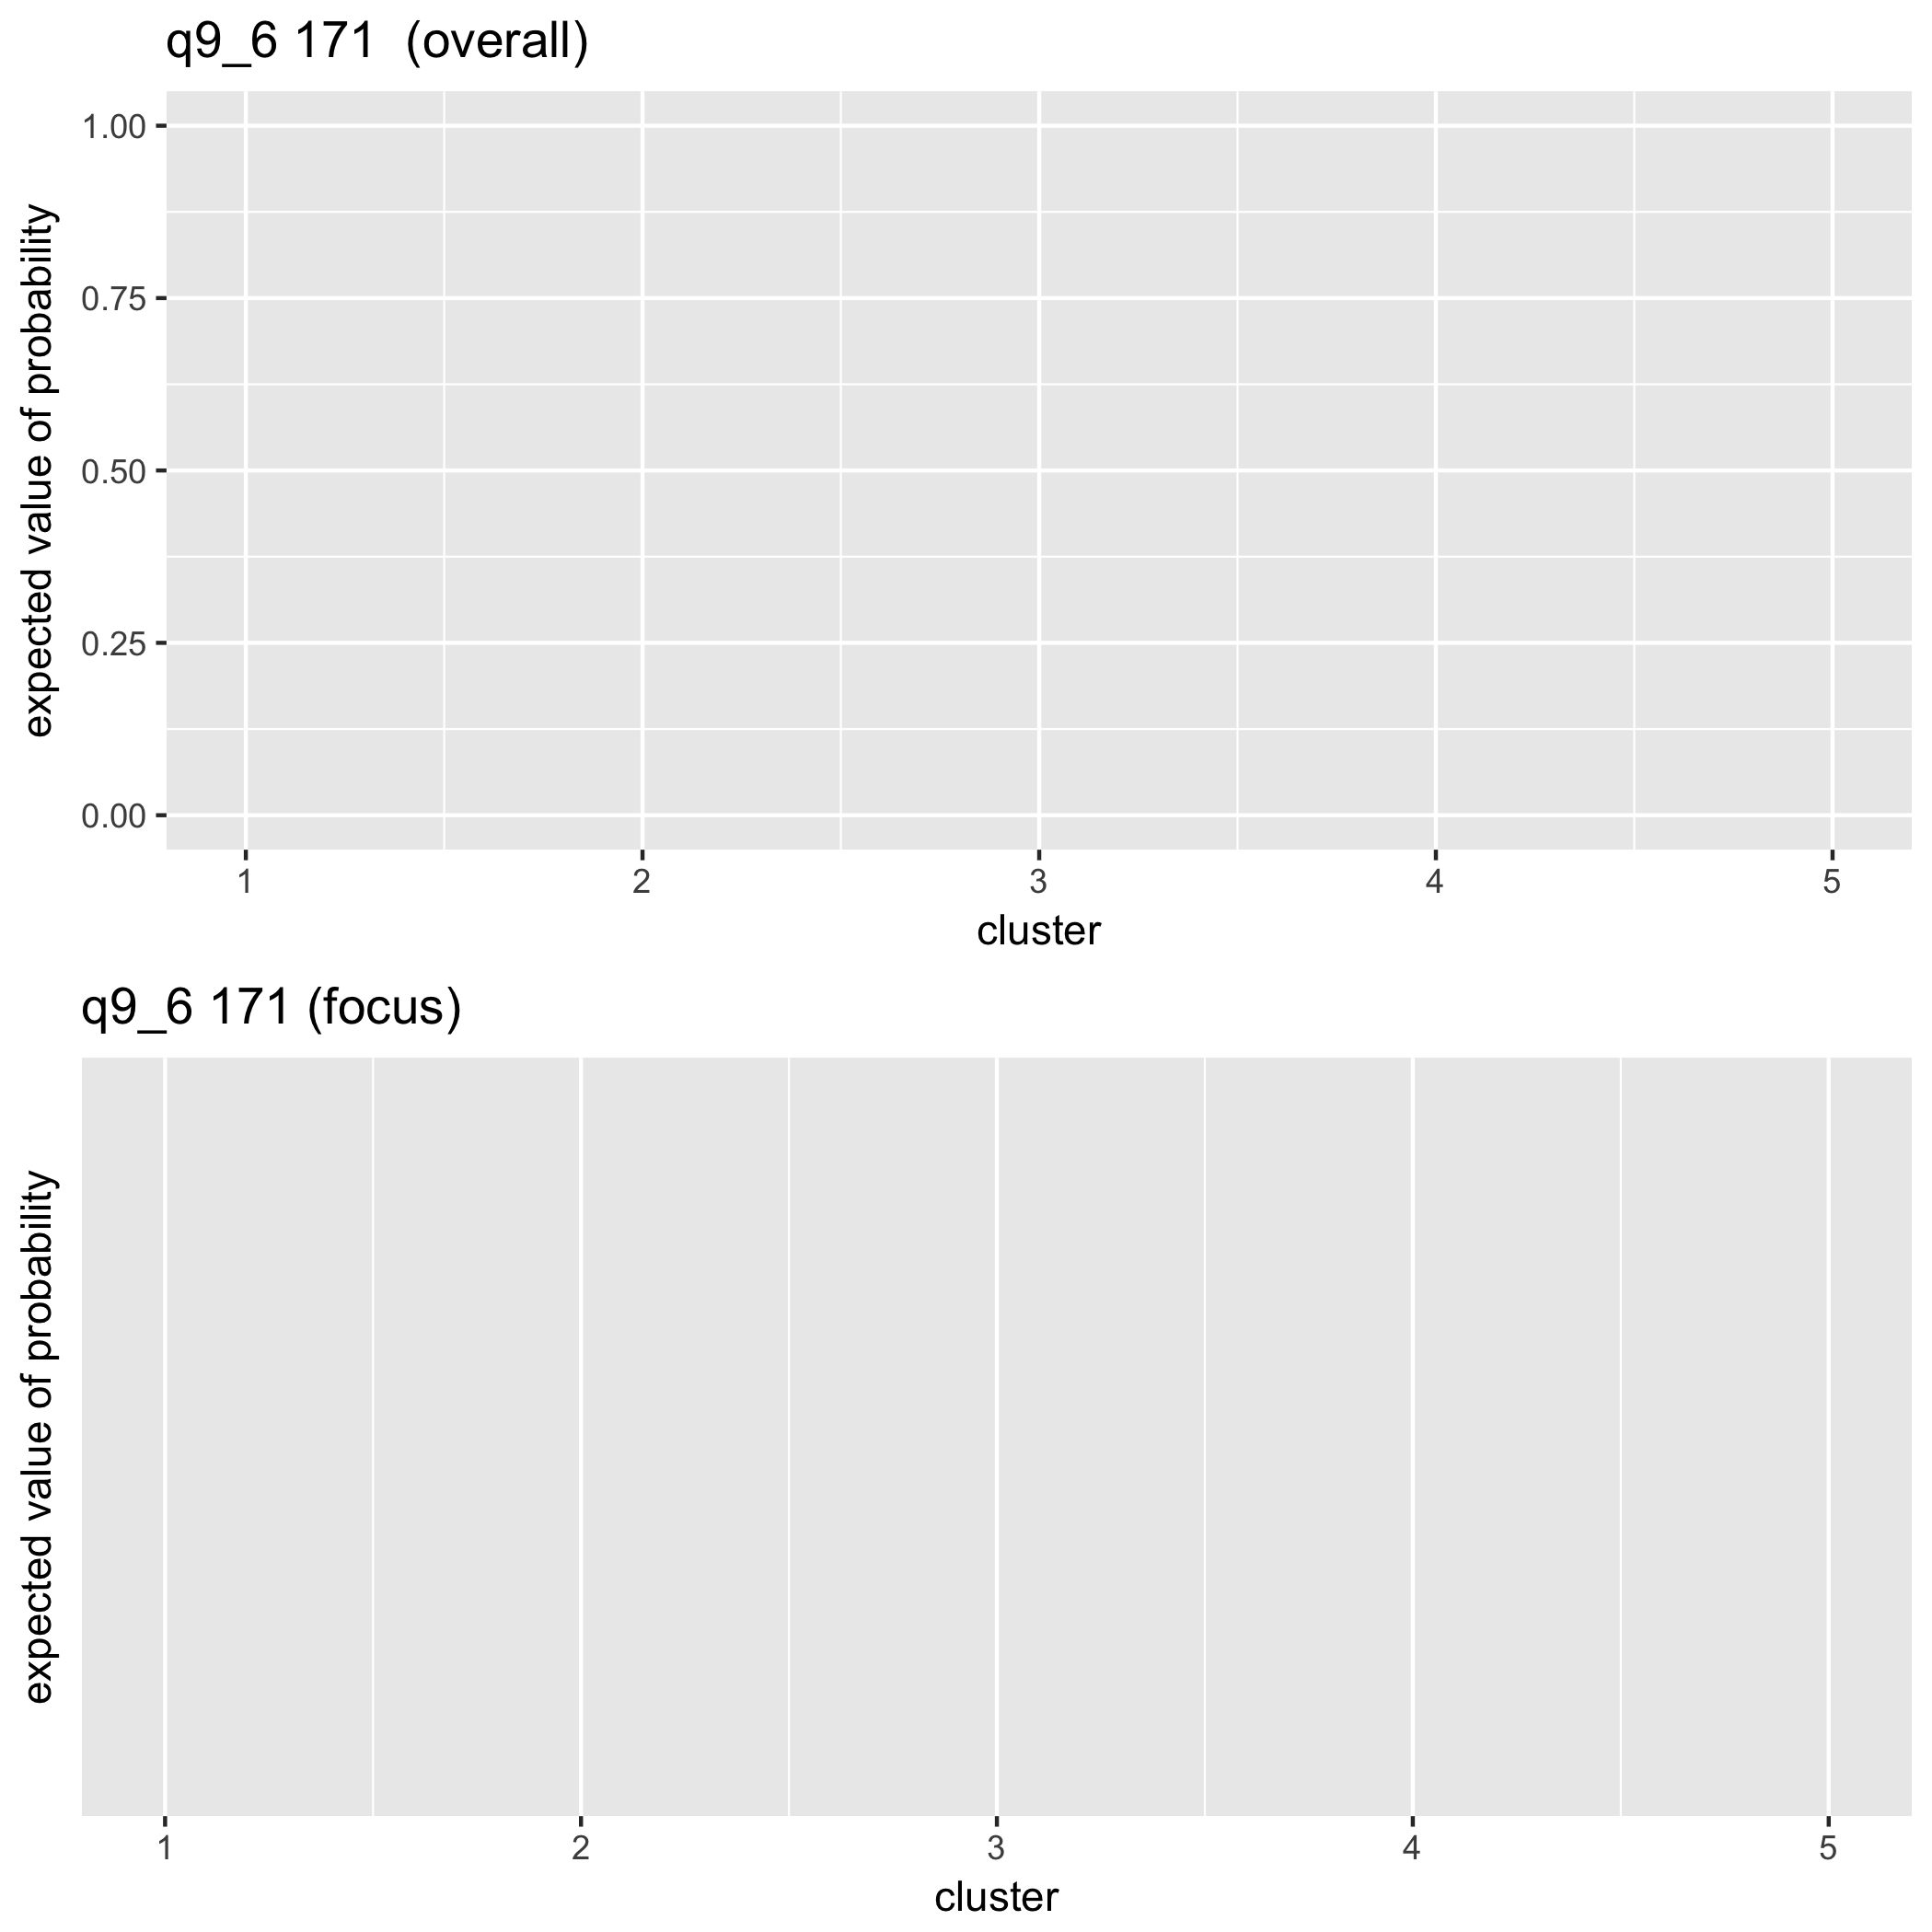 q9_6 171  (overall)
expected value of probability
1.00
0.75
0.50
0.25
0.00
1 2 3 4 5
cluster
q9_6 171 (focus)
expected value of probability
1 2 3 4 5
cluster